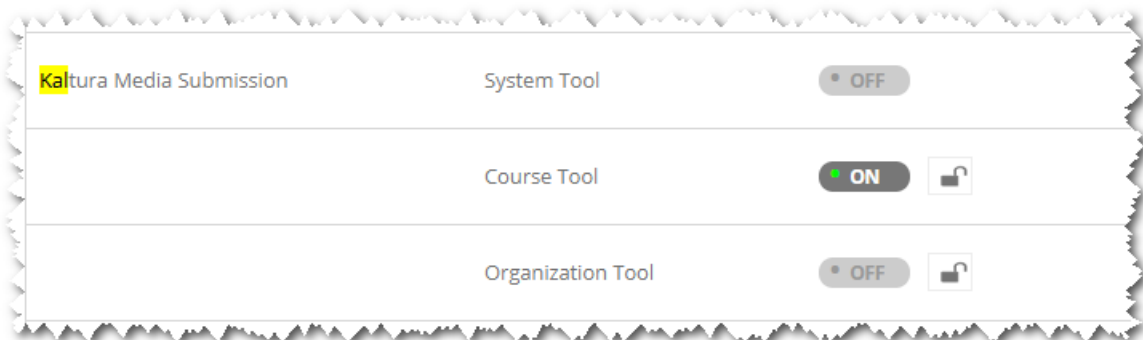 Kaltura Media Submission System Tool OFF
Course Tool ON
Organization Tool OFF